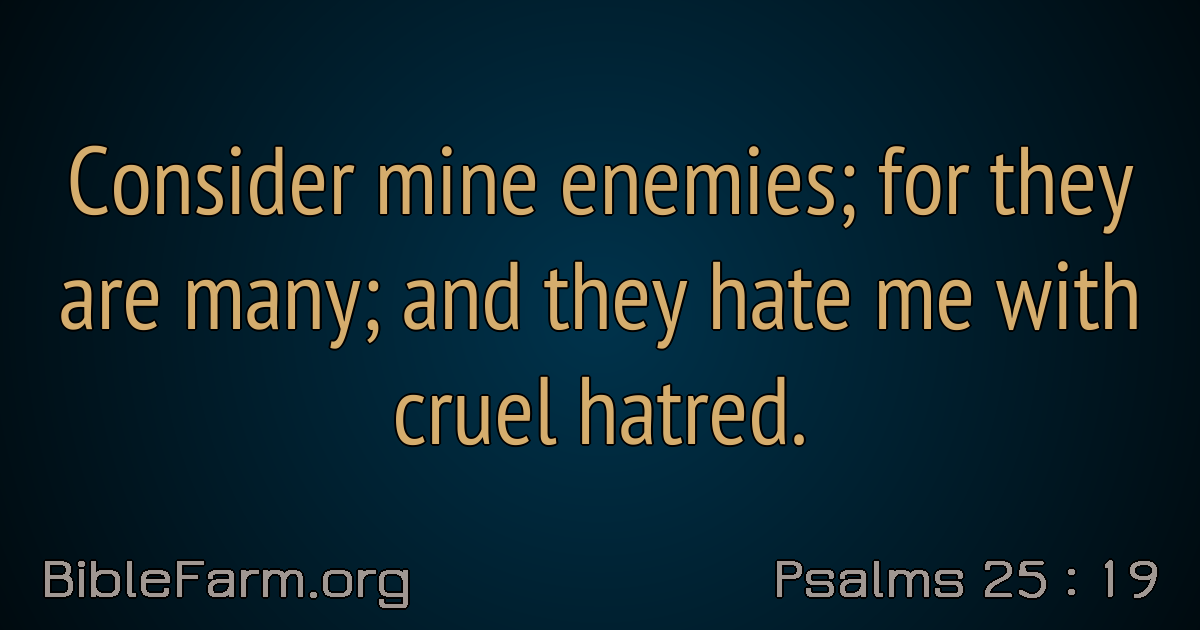 Consider mine enemies; for they
are many; and they hate me with
cruel hatred.
BibleFarm.org
Psalms 25 : 19